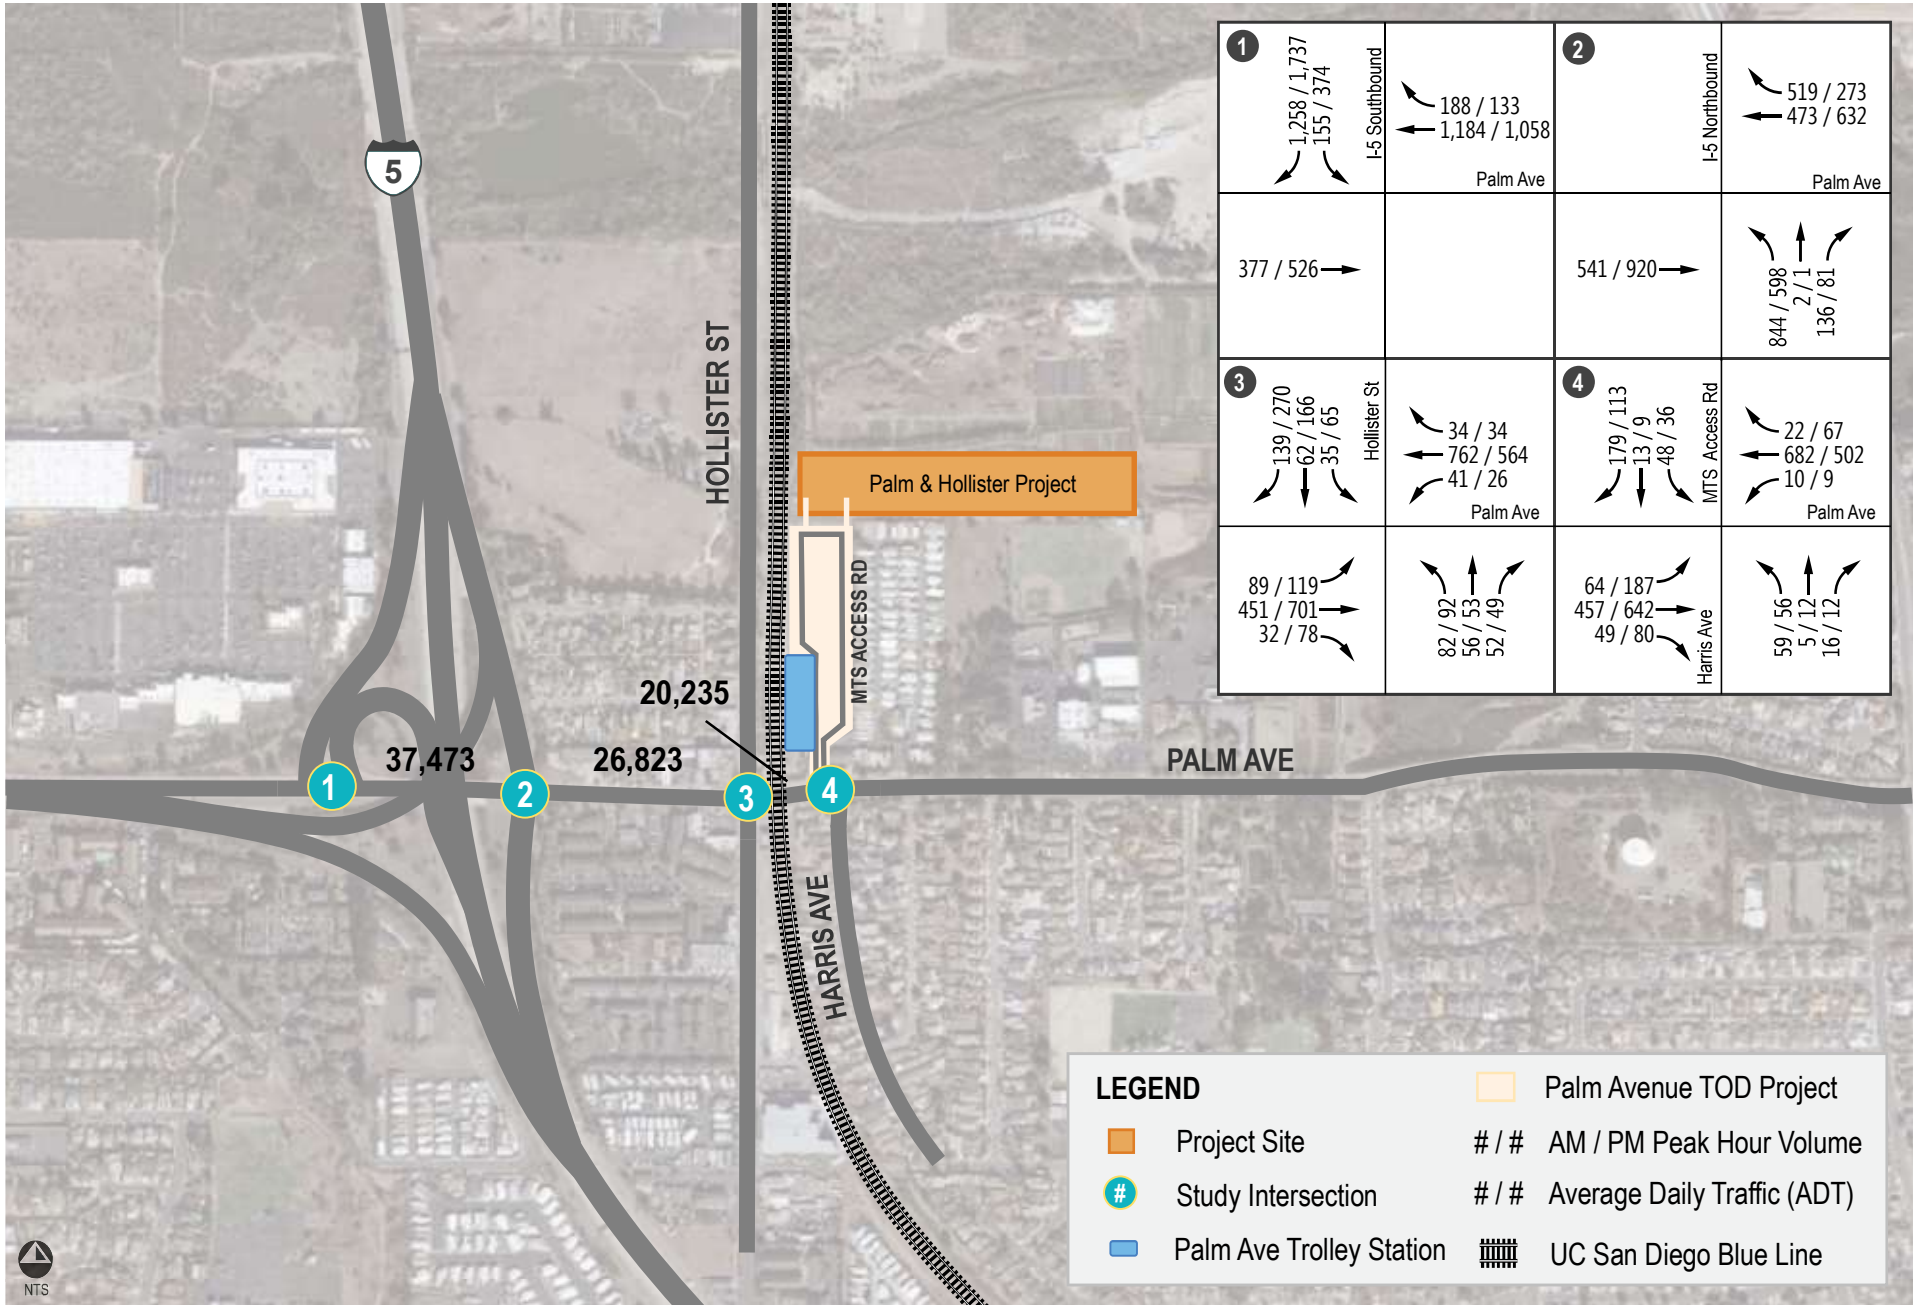 5
HOLLISTER ST
Palm & Hollister Project
MTS ACCESS RD
20,235
37,473
26,823
PALM AVE
1
2
3
4
HARRIS AVE
NTS
1
1,258 / 1,737
155 / 374
I-5 Southbound
188 / 133
1,184 / 1,058
Palm Ave
377 / 526
2
I-5 Northbound
519 / 273
473 / 632
Palm Ave
541 / 920
844 / 598
2 / 1
136 / 81
3
139 / 270
62 / 166
35 / 65
Hollister St
34 / 34
762 / 564
41 / 26
Palm Ave
89 / 119
451 / 701
32 / 78
82 / 92
56 / 53
52 / 49
4
179 / 113
13 / 9
48 / 36
MTS Access Rd
22 / 67
682 / 502
10 / 9
Palm Ave
64 / 187
457 / 642
49 / 80
Harris Ave
59 / 56
5 / 12
16 / 12
LEGEND
Project Site
# Study Intersection
Palm Ave Trolley Station
Palm Avenue TOD Project
# / # AM / PM Peak Hour Volume
# / # Average Daily Traffic (ADT)
UC San Diego Blue Line